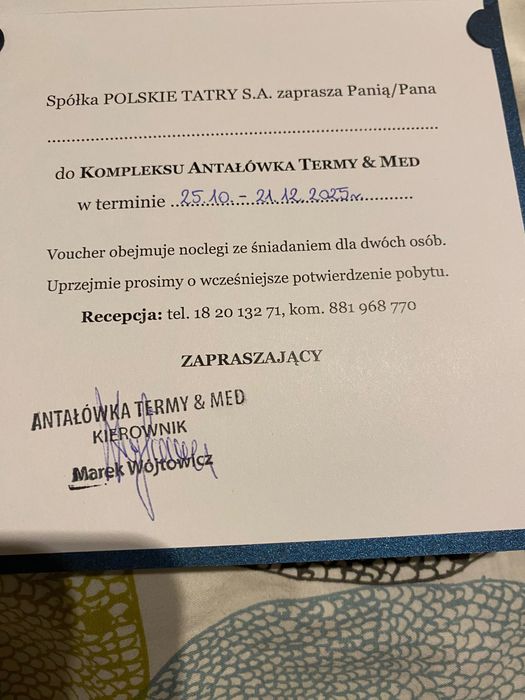 Spółka POLSKIE TATRY S.A. zaprasza Panią/Pana
................................................................................
do KOMPLEKSU ANTAŁÓWKA TERMY & MED
w terminie ..25.10. - 21.12.2025r............
Voucher obejmuje noclegi ze śniadaniem dla dwóch osób.
Uprzejmie prosimy o wcześniejsze potwierdzenie pobytu.
Recepcja: tel. 18 20 132 71, kom. 881 968 770
ZAPRASZAJĄCY
ANTAŁÓWKA TERMY & MED
KIEROWNIK
Marek Wójtowicz